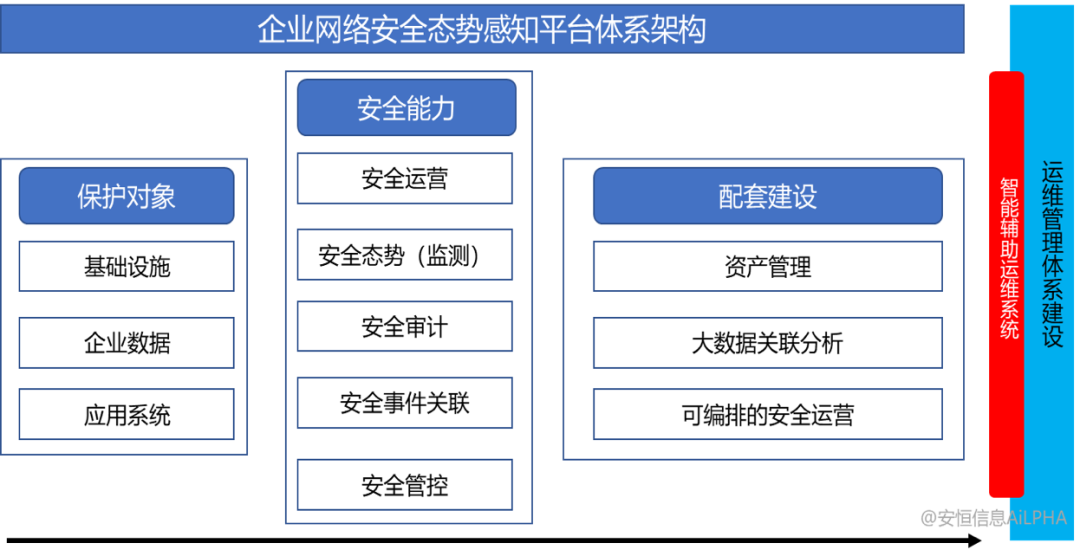 企业网络安全态势感知平台体系架构
保护对象
基础设施
企业数据
应用系统
安全能力
安全运营
安全态势（监测）
安全审计
安全事件关联
安全管控
配套建设
资产管理
大数据关联分析
可编排的安全运营
智能辅助运维系统
运维管理体系建设
@安恒信息AiLPHA